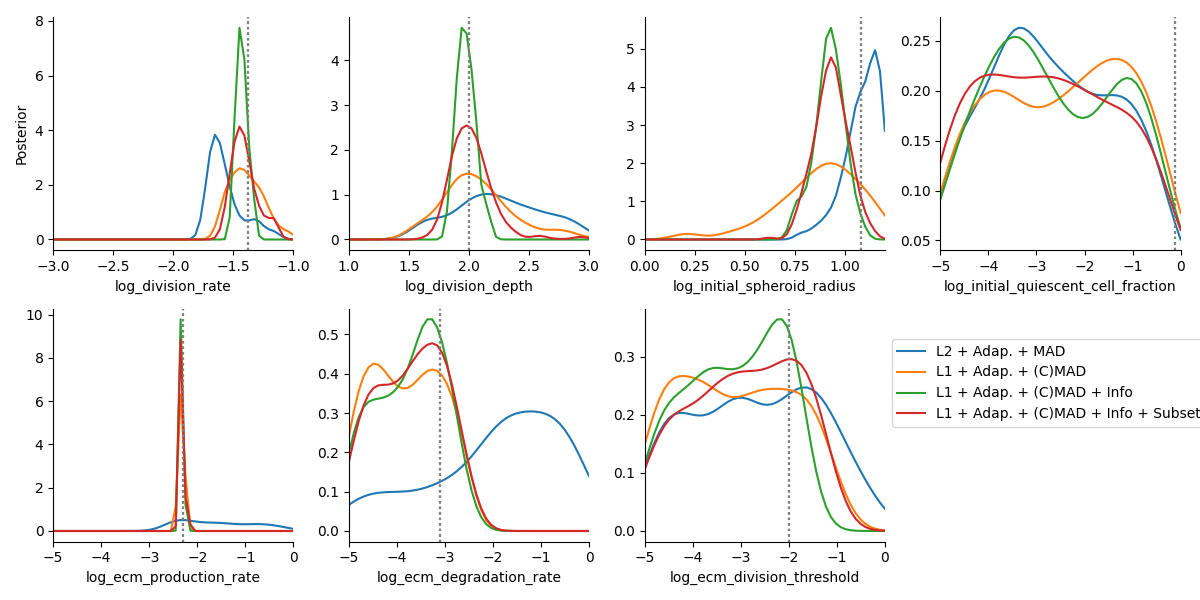 Posterior
8
6
4
2
0
−3.0 −2.5 −2.0 −1.5 −1.0
log_division_rate
4
3
2
1
0
1.0 1.5 2.0 2.5 3.0
log_division_depth
5
4
3
2
1
0
0.00 0.25 0.50 0.75 1.00
log_initial_spheroid_radius
0.25
0.20
0.15
0.10
0.05
−5 −4 −3 −2 −1 0
log_initial_quiescent_cell_fraction
10
8
6
4
2
0
−5 −4 −3 −2 −1 0
log_ecm_production_rate
0.5
0.4
0.3
0.2
0.1
0.0
−5 −4 −3 −2 −1 0
log_ecm_degradation_rate
0.3
0.2
0.1
0.0
−5 −4 −3 −2 −1 0
log_ecm_division_threshold
L2 + Adap. + MAD
L1 + Adap. + (C)MAD
L1 + Adap. + (C)MAD + Info
L1 + Adap. + (C)MAD + Info + Subset